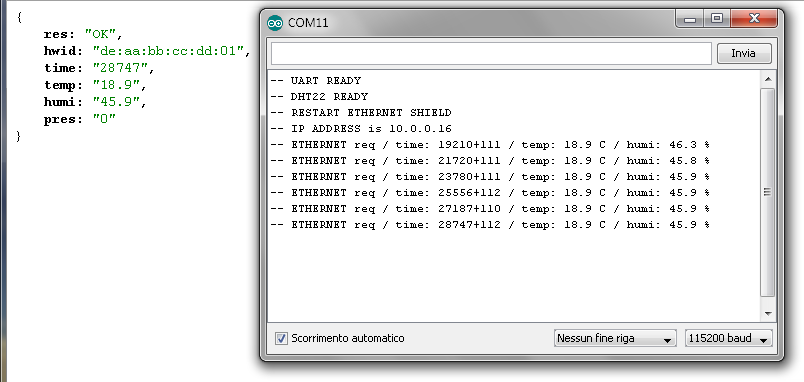 {
res: "OK",
hwid: "de:aa:bb:cc:dd:01",
time: "28747",
temp: "18.9",
humi: "45.9",
pres: "0"
}
COM11
Invia
-- UART READY
-- DHT22 READY
-- RESTART ETHERNET SHIELD
-- IP ADDRESS is 10.0.0.16
-- ETHERNET req / time: 19210+111 / temp: 18.9 C / humi: 46.3 %
-- ETHERNET req / time: 21720+111 / temp: 18.9 C / humi: 45.8 %
-- ETHERNET req / time: 23780+111 / temp: 18.9 C / humi: 45.9 %
-- ETHERNET req / time: 25556+112 / temp: 18.9 C / humi: 45.9 %
-- ETHERNET req / time: 27187+110 / temp: 18.9 C / humi: 45.9 %
-- ETHERNET req / time: 28747+112 / temp: 18.9 C / humi: 45.9 %
Scorrimento automatico
Nessun fine riga
115200 baud